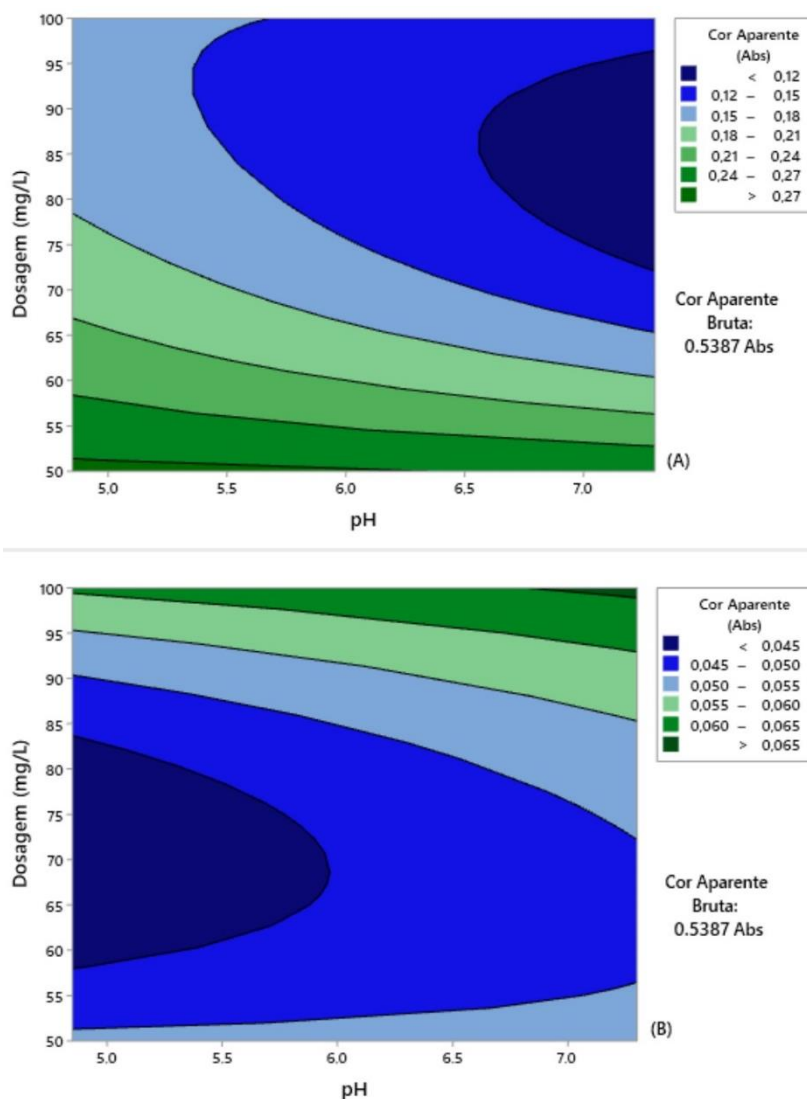 100
95
90
85
80
75
70
65
60
55
50
Dosagem (mg/L)
5.0 5.5 6.0 6.5 7.0
pH
Cor Aparente
(Abs)
< 0,12
0,12 – 0,15
0,15 – 0,18
0,18 – 0,21
0,21 – 0,24
0,24 – 0,27
> 0,27
Cor Aparente
Bruta:
0.5387 Abs
(A)
100
95
90
85
80
75
70
65
60
55
50
Dosagem (mg/L)
5.0 5.5 6.0 6.5 7.0
pH
Cor Aparente
(Abs)
< 0,045
0,045 – 0,050
0,050 – 0,055
0,055 – 0,060
0,060 – 0,065
> 0,065
Cor Aparente
Bruta:
0.5387 Abs
(B)